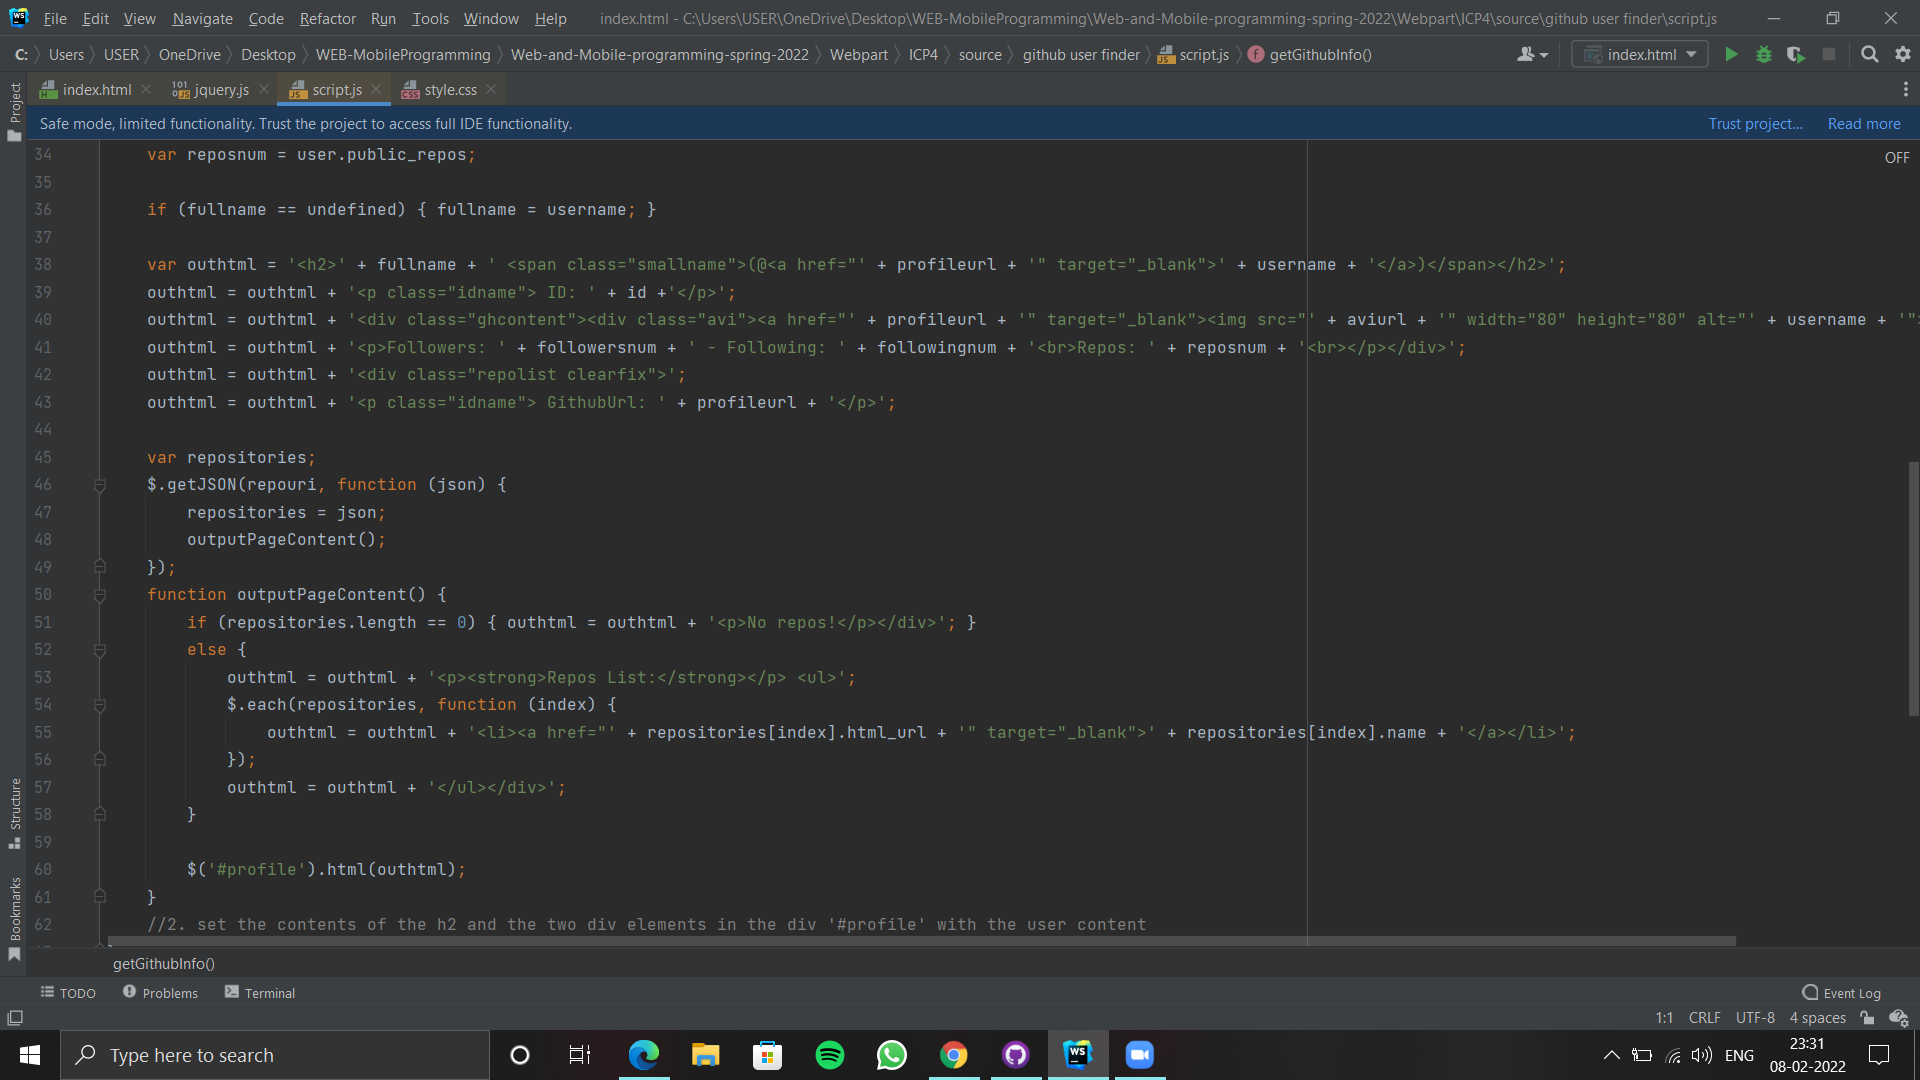 File Edit View Navigate Code Refactor Run Tools Window Help index.html - C:\Users\USER\OneDrive\Desktop\WEB-MobileProgramming\Web-and-Mobile-programming-spring-2022\Webpart\ICP4\source\github user finder\script.js
C: Users USER OneDrive Desktop WEB-MobileProgramming Web-and-Mobile-programming-spring-2022 Webpart ICP4 source github user finder script.js getGithubInfo() index.html
index.html jquery.js script.js style.css
Project
Safe mode, limited functionality. Trust the project to access full IDE functionality. Trust project... Read more
OFF
34 var reposnum = user.public_repos;
35
36 if (fullname == undefined) { fullname = username; }
37
38 var outhtml = '<h2>' + fullname + ' <span class="smallname">(@<a href="' + profileurl + '" target="_blank">' + username + '</a>)</span></h2>';
39 outhtml = outhtml + '<p class="idname"> ID: ' + id +'</p>';
40 outhtml = outhtml + '<div class="ghcontent"><div class="avi"><a href="' + profileurl + '" target="_blank"><img src="' + aviurl + '" width="80" height="80" alt="' + username + '"
41 outhtml = outhtml + '<p>Followers: ' + followersnum + ' - Following: ' + followingnum + '<br>Repos: ' + reposnum + '<br></p></div>';
42 outhtml = outhtml + '<div class="repolist clearfix">';
43 outhtml = outhtml + '<p class="idname"> GithubUrl: ' + profileurl + '</p>';
44
45 var repositories;
46 $.getJSON(repouri, function (json) {
47 repositories = json;
48 outputPageContent();
49 });
50 function outputPageContent() {
51 if (repositories.length == 0) { outhtml = outhtml + '<p>No repos!</p></div>'; }
52 else {
53 outhtml = outhtml + '<p><strong>Repos List:</strong></p> <ul>';
54 $.each(repositories, function (index) {
55 outhtml = outhtml + '<li><a href="' + repositories[index].html_url + '" target="_blank">' + repositories[index].name + '</a></li>';
56 });
57 outhtml = outhtml + '</ul></div>';
58 }
59
60 $('#profile').html(outhtml);
61 }
62 //2. set the contents of the h2 and the two div elements in the div '#profile' with the user content
Structure
Bookmarks
getGithubInfo()
TODO Problems Terminal Event Log
1:1 CRLF UTF-8 4 spaces
Type here to search
WS
ENG
23:31
08-02-2022